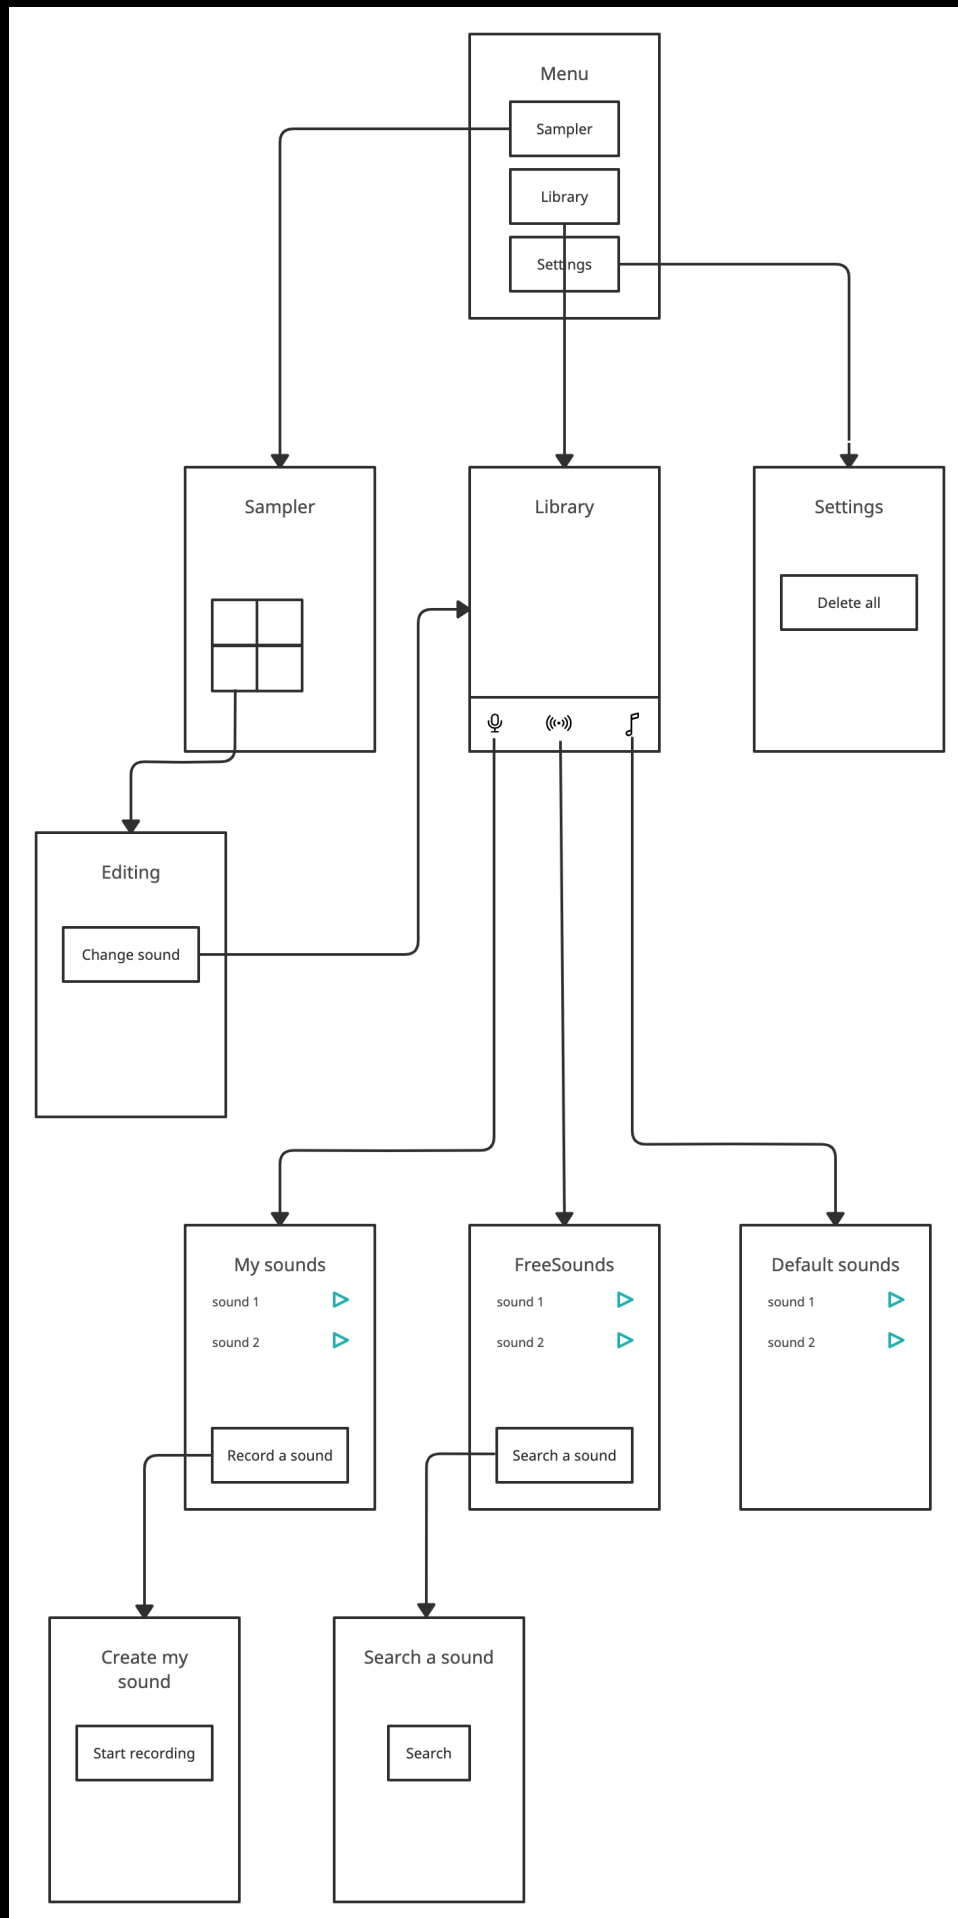 Menu
Sampler
Library
Settings
Sampler
Library
Settings
Delete all
Editing
Change sound
My sounds
sound 1
sound 2
Record a sound
FreeSounds
sound 1
sound 2
Search a sound
Default sounds
sound 1
sound 2
Create my
sound
Start recording
Search a sound
Search